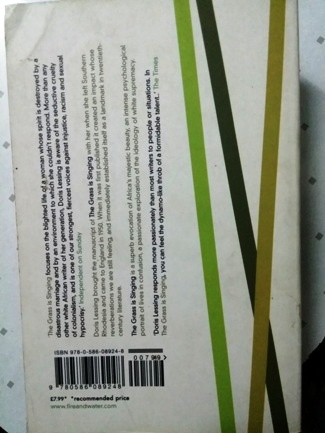 The Grass is Singing focuses on the blighted life of a woman whose spirit is destroyed by a
disastrous marriage and by an environment to which she couldn't respond. More than any
other white African writer of her generation, Doris Lessing is aware of the seductive cruelty
of colonialism, and is one of our strongest, fiercest voices against injustice, racism and sexual
hypocrisy.' Independent on Sunday
Doris Lessing brought the manuscript of The Grass is Singing with her when she left Southern
Rhodesia and came to England in 1950. When it was first published it created an impact whose
reverberations we are still feeling, and immediately established itself as a landmark in twentieth-
century literature.
The Grass is Singing is a superb evocation of Africa's majestic beauty, an intense psychological
portrait of lives in confusion, a passionate exploration of the ideology of white supremacy.
'Doris Lessing responds more passionately than most writers to people or situations. In
The Grass is Singing, you can feel the dynamo-like throb of a formidable talent.' The Times
ISBN 978-0-586-08924-8
9 780586 089248
£7.99* *recommended price
www.fireandwater.com